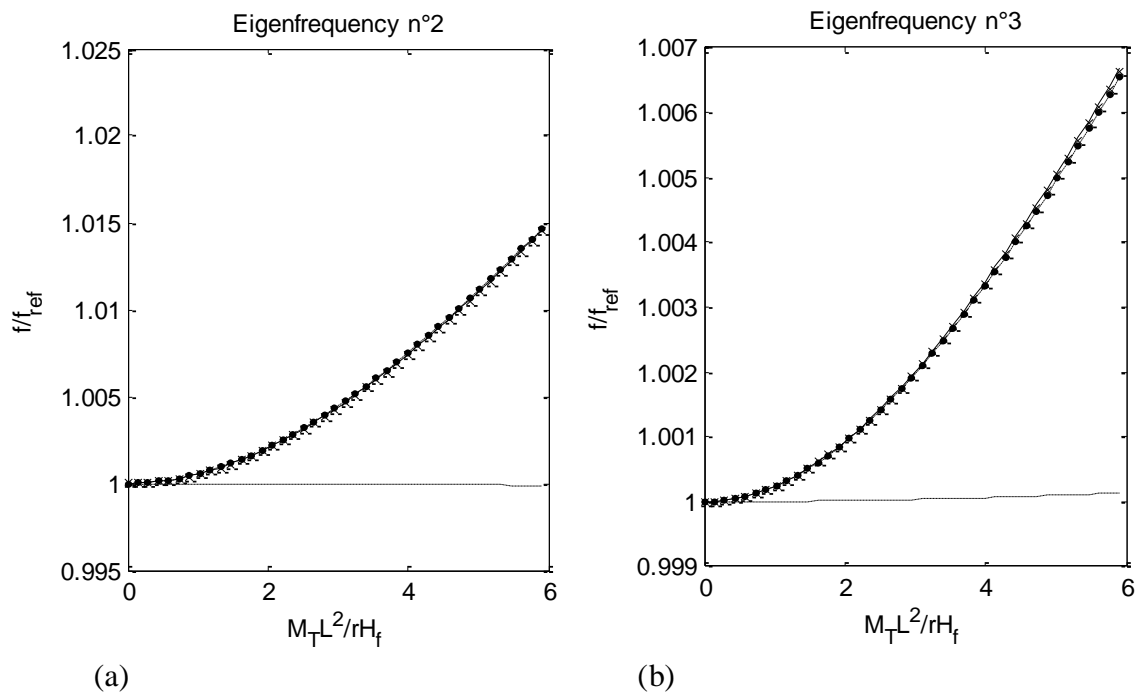 Eigenfrequency n°2
1.025
1.02
1.015
1.01
1.005
1
0.995
f/f_ref
0 2 4 6
M_TL^2/rH_f
(a)
Eigenfrequency n°3
1.007
1.006
1.005
1.004
1.003
1.002
1.001
1
0.999
f/f_ref
0 2 4 6
M_TL^2/rH_f
(b)